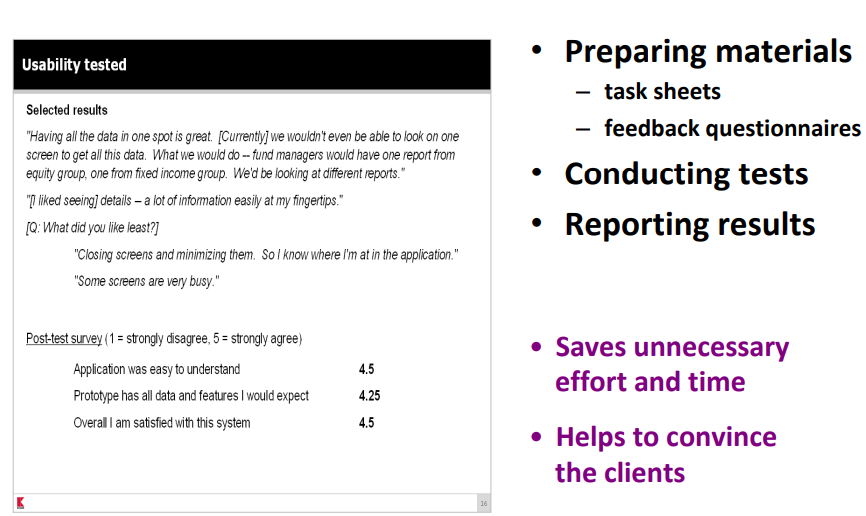 Usability tested
Selected results
"Having all the data in one spot is great. [Currently] we wouldn't even be able to look on one
screen to get all this data. What we would do -- fund managers would have one report from
equity group, one from fixed income group. We'd be looking at different reports."
"[I liked seeing] details – a lot of information easily at my fingertips."
[Q: What did you like least?]
"Closing screens and minimizing them. So I know where I'm at in the application."
"Some screens are very busy."
Post-test survey (1 = strongly disagree, 5 = strongly agree)
Application was easy to understand 4.5
Prototype has all data and features I would expect 4.25
Overall I am satisfied with this system 4.5
16
• Preparing materials
– task sheets
– feedback questionnaires
• Conducting tests
• Reporting results
• Saves unnecessary
effort and time
• Helps to convince
the clients